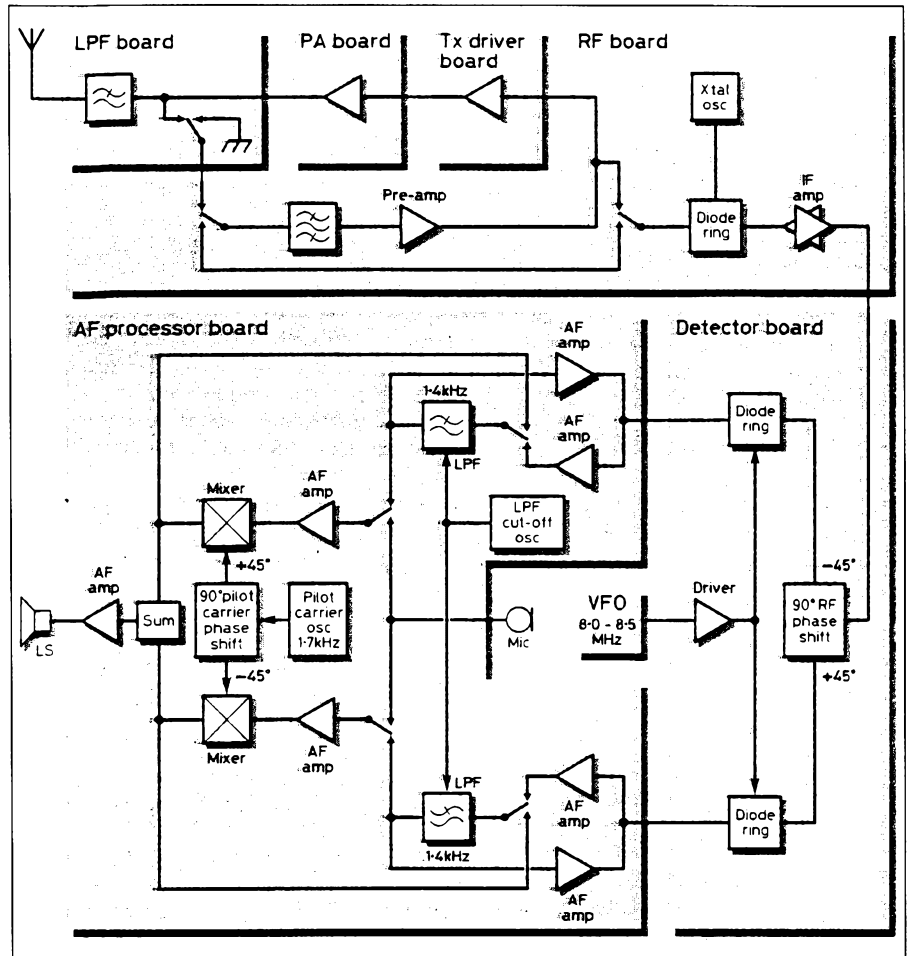 LPF board
PA board
Tx driver
board
RF board
Xtal
osc
Pre-amp
IF
amp
Diode
ring
AF processor board
Detector board
AF
amp
1·4kHz
LPF
AF
amp
Diode
ring
Mixer
AF
amp
LPF
cut-off
osc
+45°
-45°
AF
amp
LS
Sum
90° pilot
carrier
phase
shift
Pilot
carrier
osc
1·7kHz
Mic
VFO
8·0 - 8·5
MHz
Driver
90° RF
phase
shift
-45°
+45°
Mixer
AF
amp
LPF
1·4kHz
AF
amp
AF
amp
Diode
ring